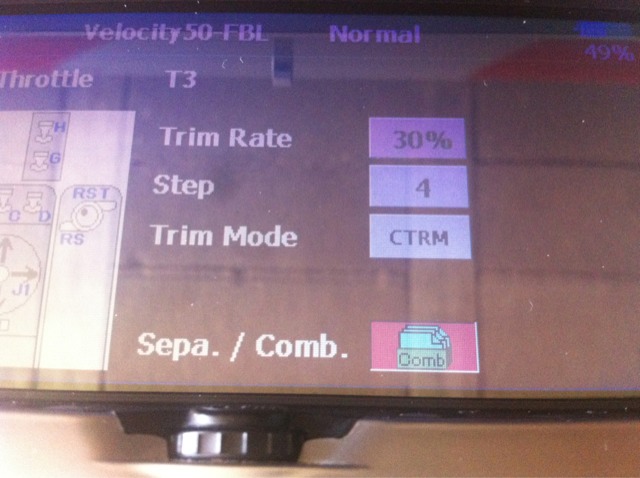 Velocity50-FBL Normal
49%
Throttle T3
H
Trim Rate 30%
G
Step 4
RST
C D
Trim Mode CTRM
RS
J1
Sepa. / Comb. Comb